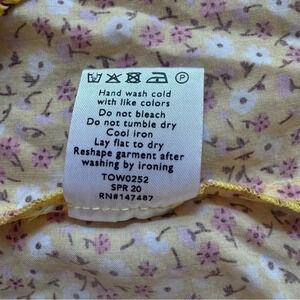 P
Hand wash cold
with like colors
Do not bleach
Do not tumble dry
Cool iron
Lay flat to dry
Reshape garment after
washing by ironing
TOW0252
SPR 20
RN#147487